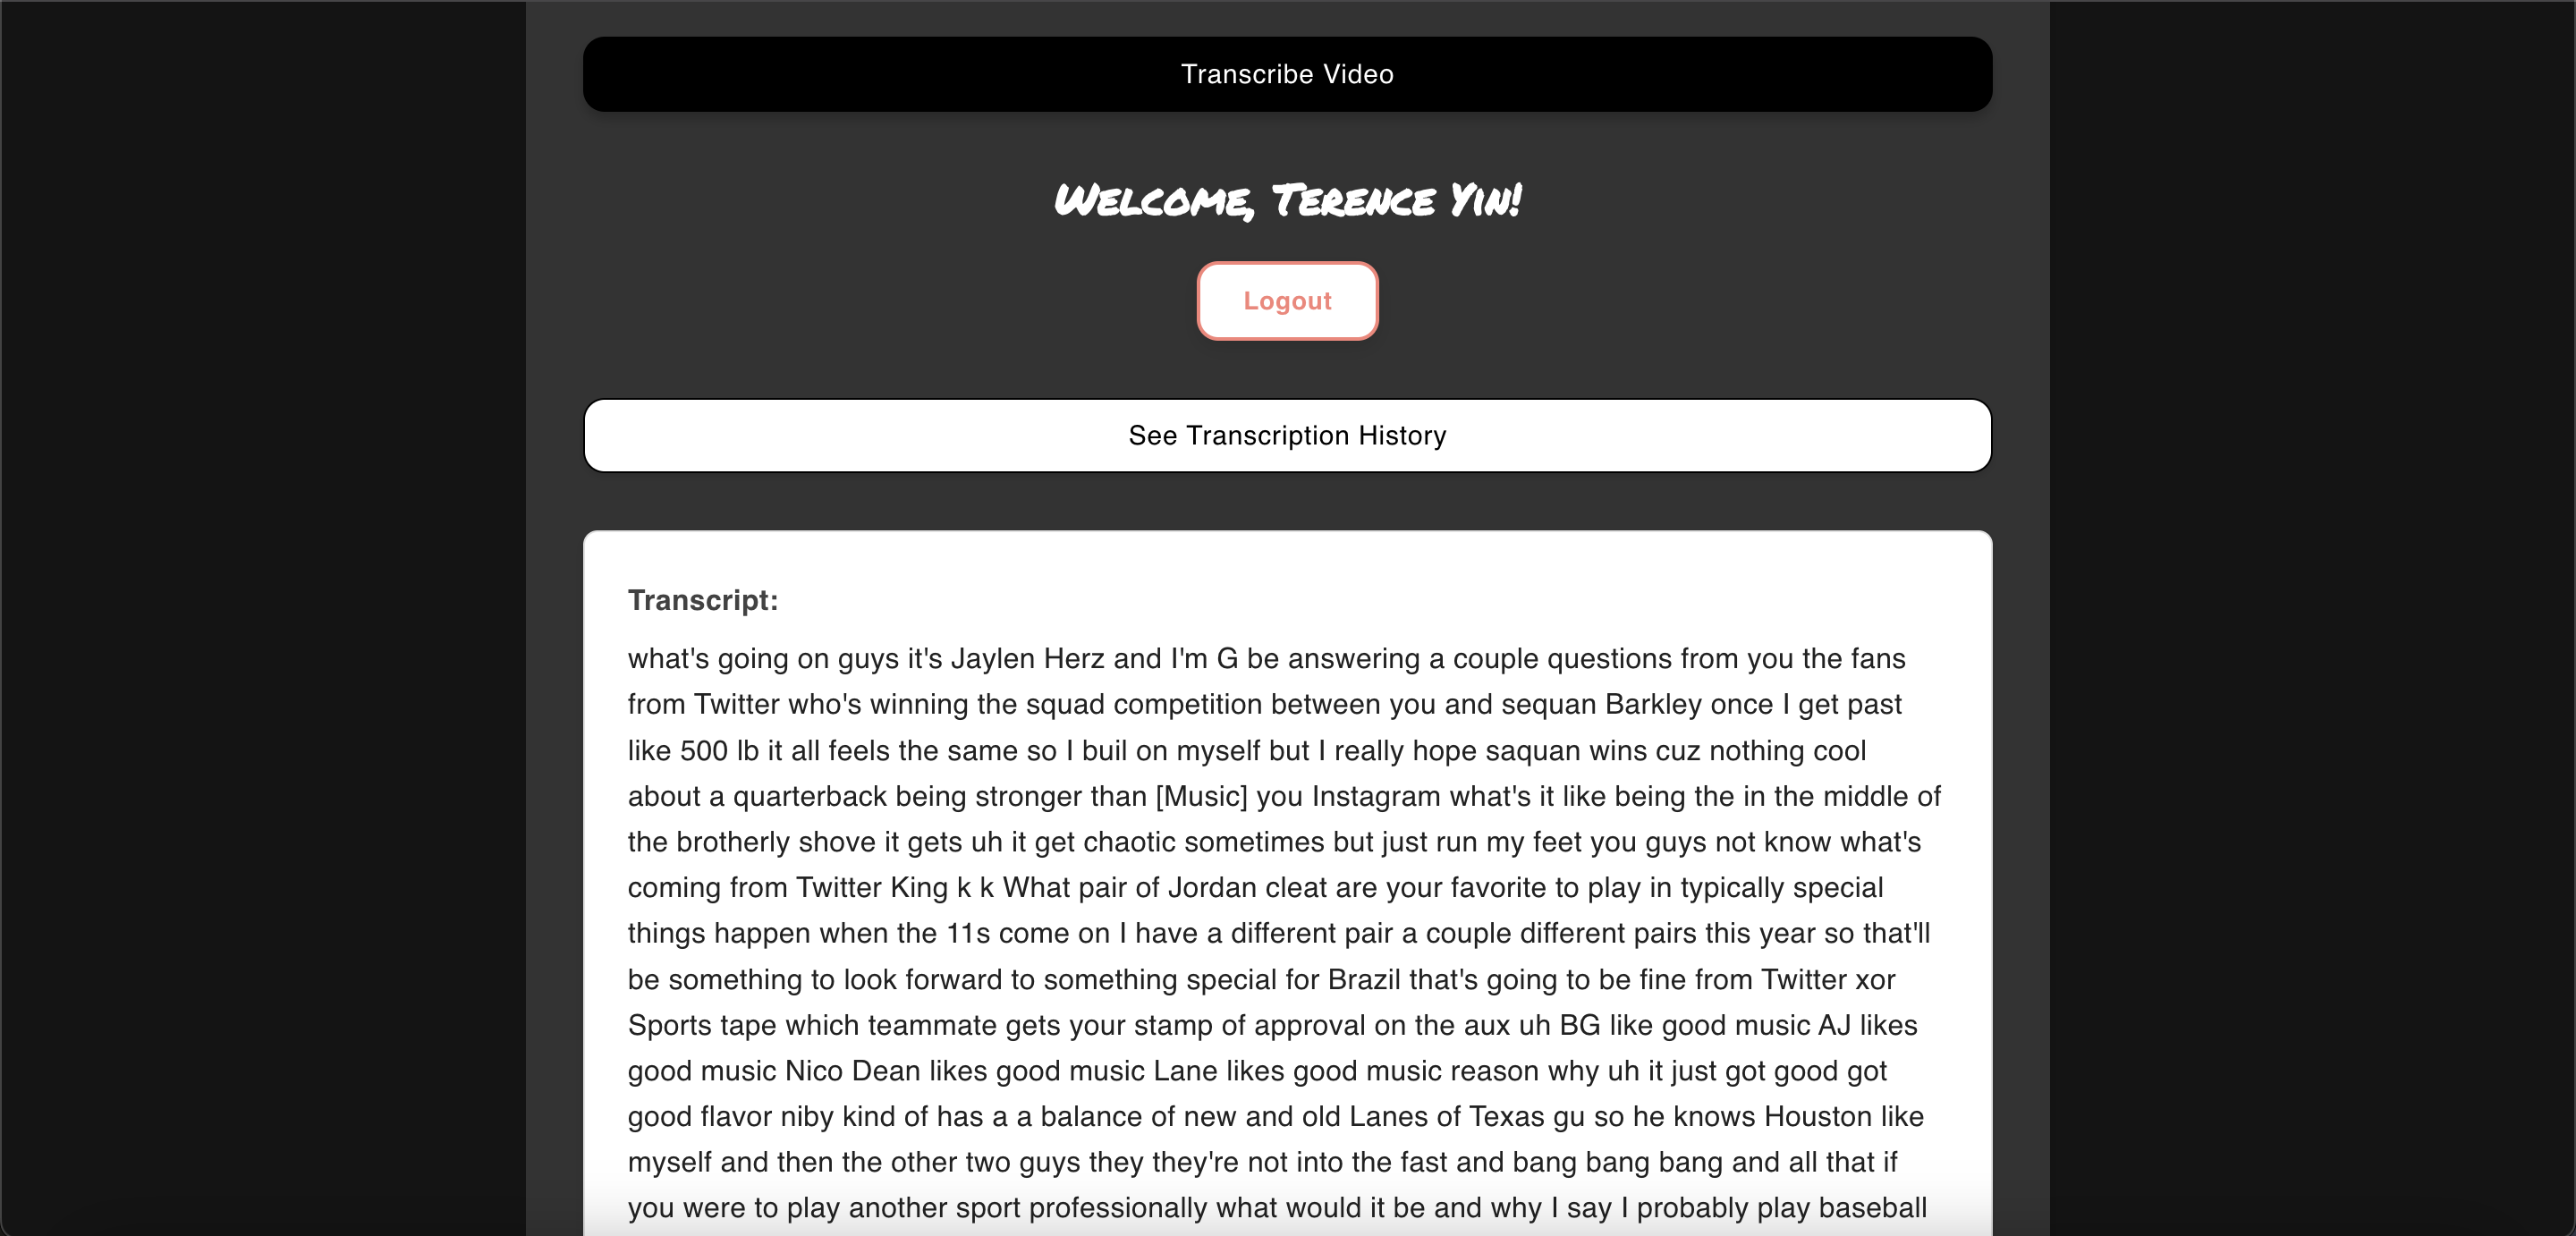 Transcribe Video
Welcome, Terence Yin!
Logout
See Transcription History
Transcript:
what's going on guys it's Jaylen Herz and I'm G be answering a couple questions from you the fans
from Twitter who's winning the squad competition between you and sequan Barkley once I get past
like 500 lb it all feels the same so I buil on myself but I really hope saquan wins cuz nothing cool
about a quarterback being stronger than [Music] you Instagram what's it like being the in the middle of
the brotherly shove it gets uh it get chaotic sometimes but just run my feet you guys not know what's
coming from Twitter King k k What pair of Jordan cleat are your favorite to play in typically special
things happen when the 11s come on I have a different pair a couple different pairs this year so that'll
be something to look forward to something special for Brazil that's going to be fine from Twitter xor
Sports tape which teammate gets your stamp of approval on the aux uh BG like good music AJ likes
good music Nico Dean likes good music Lane likes good music reason why uh it just got good got
good flavor niby kind of has a a balance of new and old Lanes of Texas gu so he knows Houston like
myself and then the other two guys they they're not into the fast and bang bang bang and all that if
you were to play another sport professionally what would it be and why I say I probably play baseball